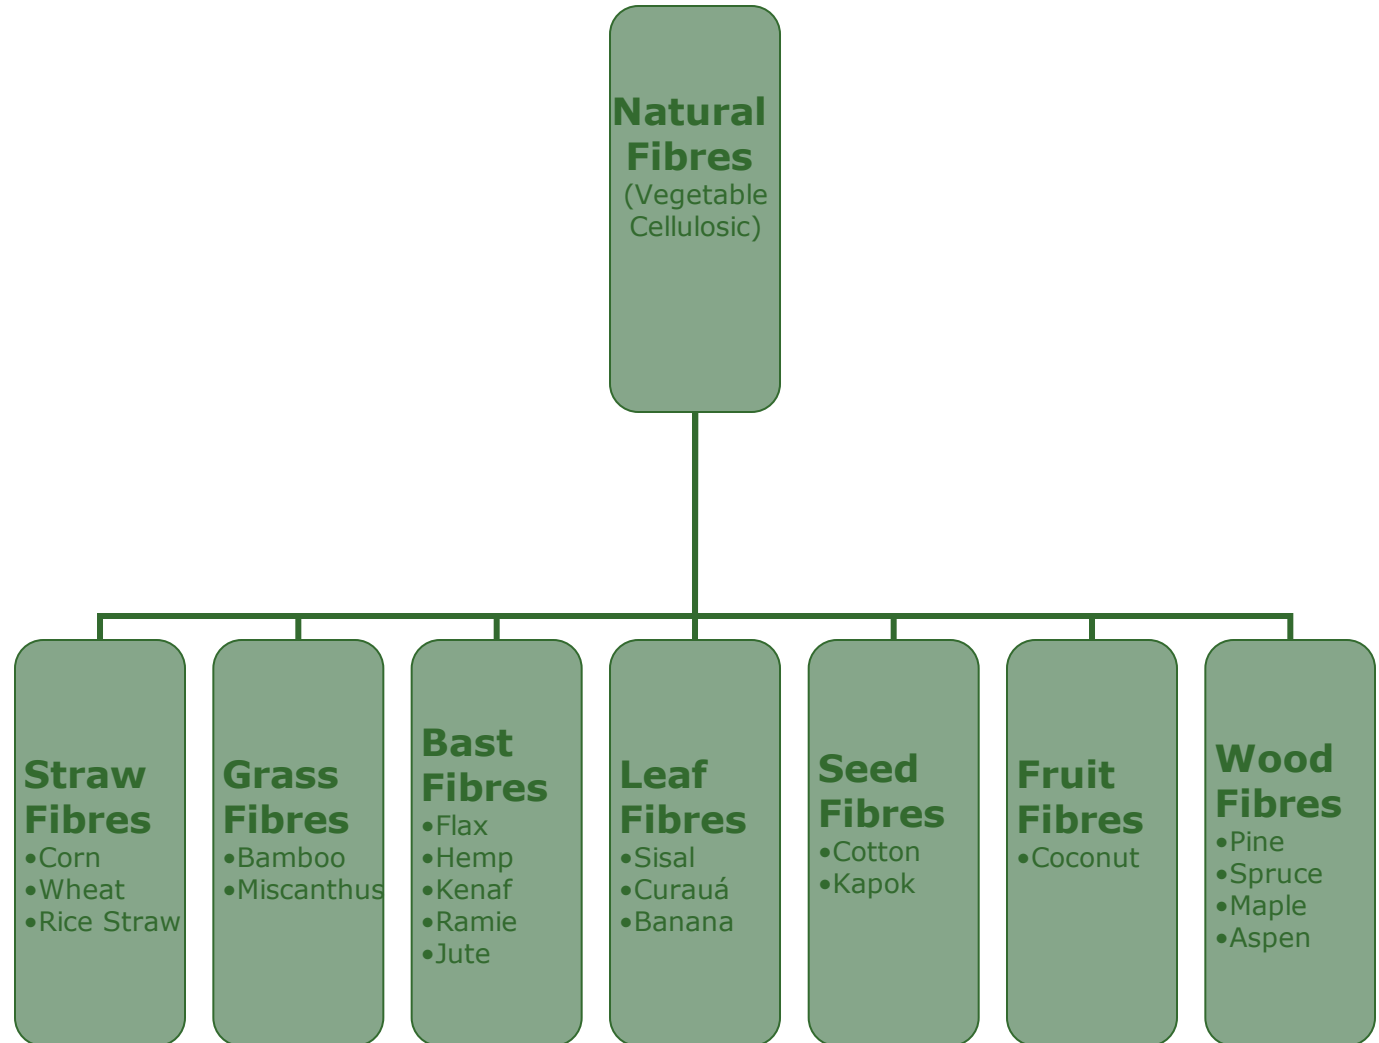 Natural
Fibres
(Vegetable
Cellulosic)
Straw
Fibres
•Corn
•Wheat
•Rice Straw
Grass
Fibres
•Bamboo
•Miscanthus
Bast
Fibres
•Flax
•Hemp
•Kenaf
•Ramie
•Jute
Leaf
Fibres
•Sisal
•Curauá
•Banana
Seed
Fibres
•Cotton
•Kapok
Fruit
Fibres
•Coconut
Wood
Fibres
•Pine
•Spruce
•Maple
•Aspen